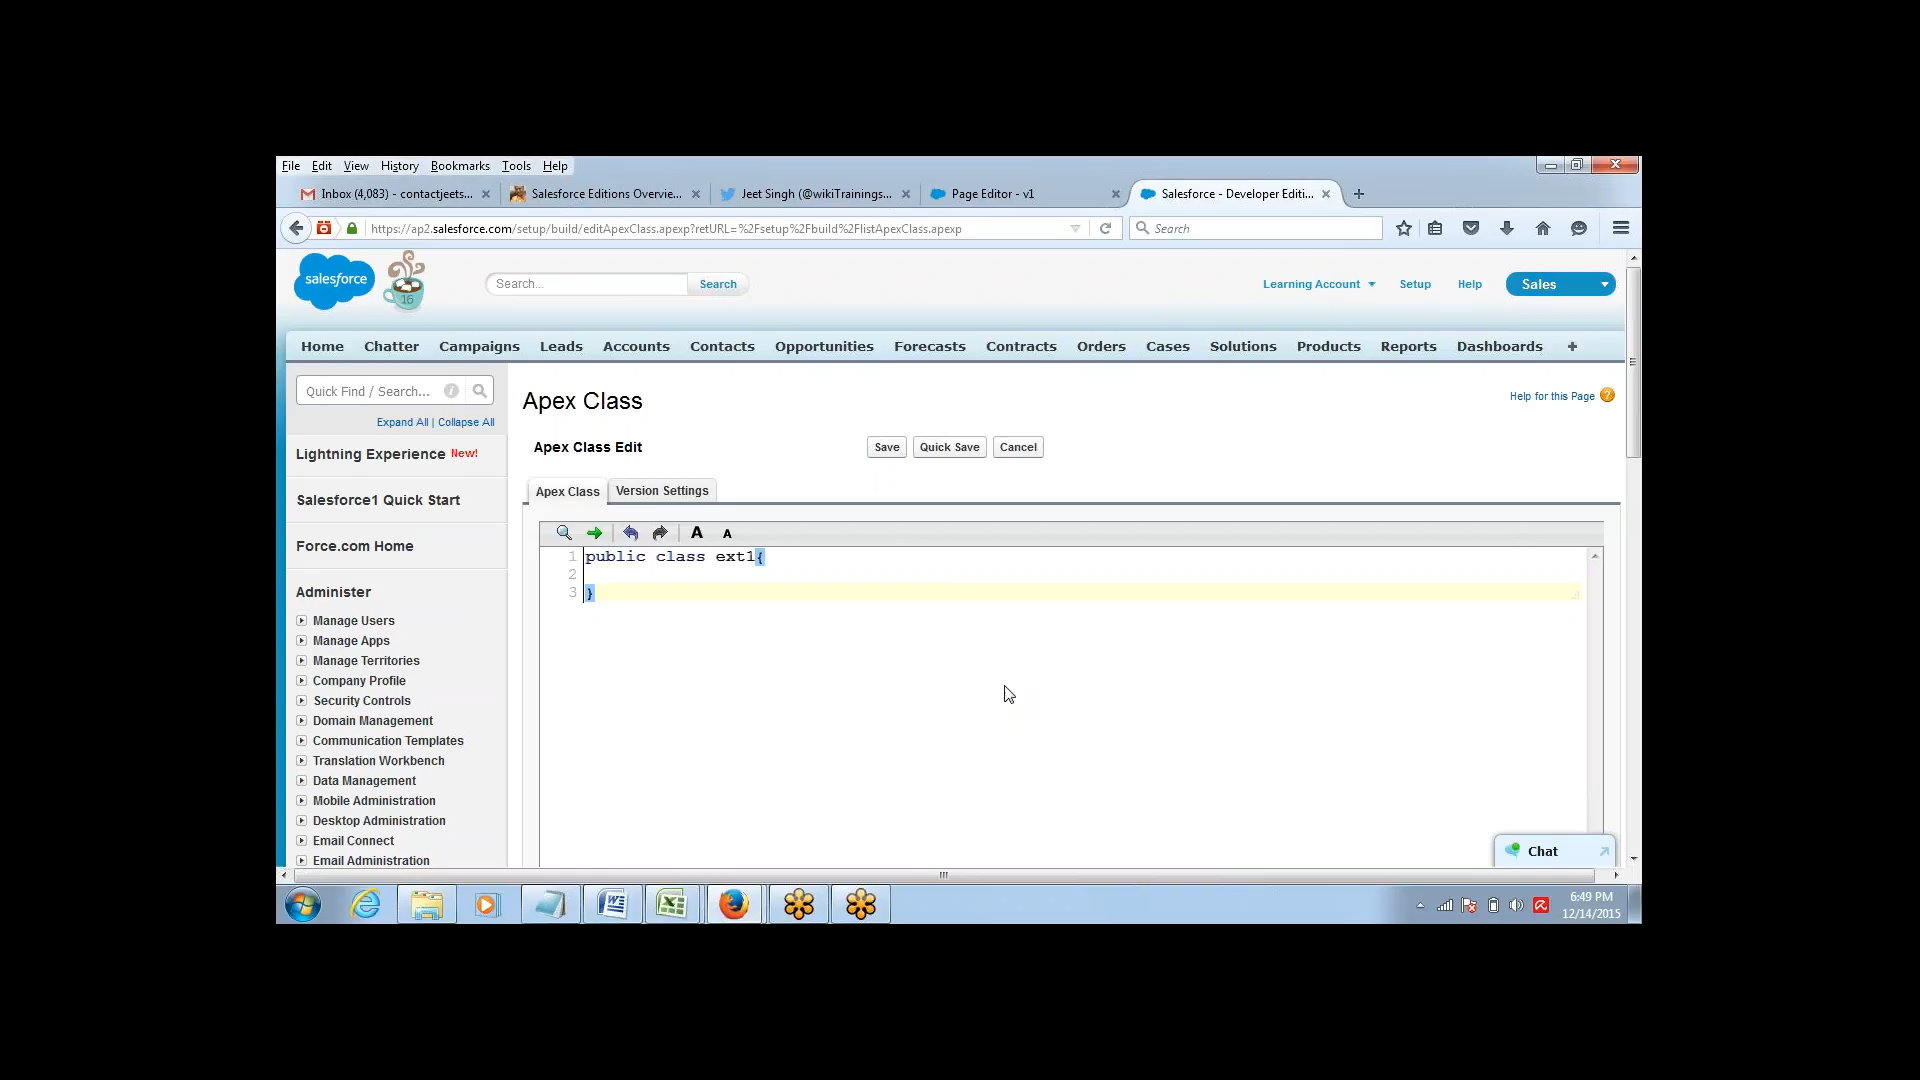 File Edit View History Bookmarks Tools Help
Inbox (4,083) - contactjeets... Salesforce Editions Overvie... Jeet Singh (@wikiTrainings... Page Editor - v1 Salesforce - Developer Editi...
https://ap2.salesforce.com/setup/build/editApexClass.apexp?retURL=%2Fsetup%2Fbuild%2FlistApexClass.apexp Search
salesforce 16 Search... Search Learning Account Setup Help Sales
Home Chatter Campaigns Leads Accounts Contacts Opportunities Forecasts Contracts Orders Cases Solutions Products Reports Dashboards +
Quick Find / Search...
Expand All | Collapse All
Lightning Experience New!
Salesforce1 Quick Start
Force.com Home
Administer
Manage Users
Manage Apps
Manage Territories
Company Profile
Security Controls
Domain Management
Communication Templates
Translation Workbench
Data Management
Mobile Administration
Desktop Administration
Email Connect
Email Administration
Apex Class
Help for this Page ?
Apex Class Edit Save Quick Save Cancel
Apex Class Version Settings
A A
1 public class ext1{
2
3 }
Chat
6:49 PM
12/14/2015